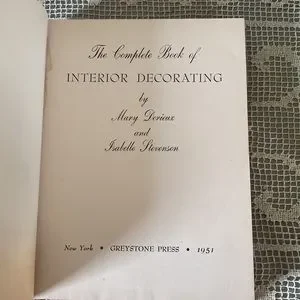 The Complete Book of
INTERIOR DECORATING
by
Mary Derieux
and
Isabelle Stevenson
New York • GREYSTONE PRESS • 1951